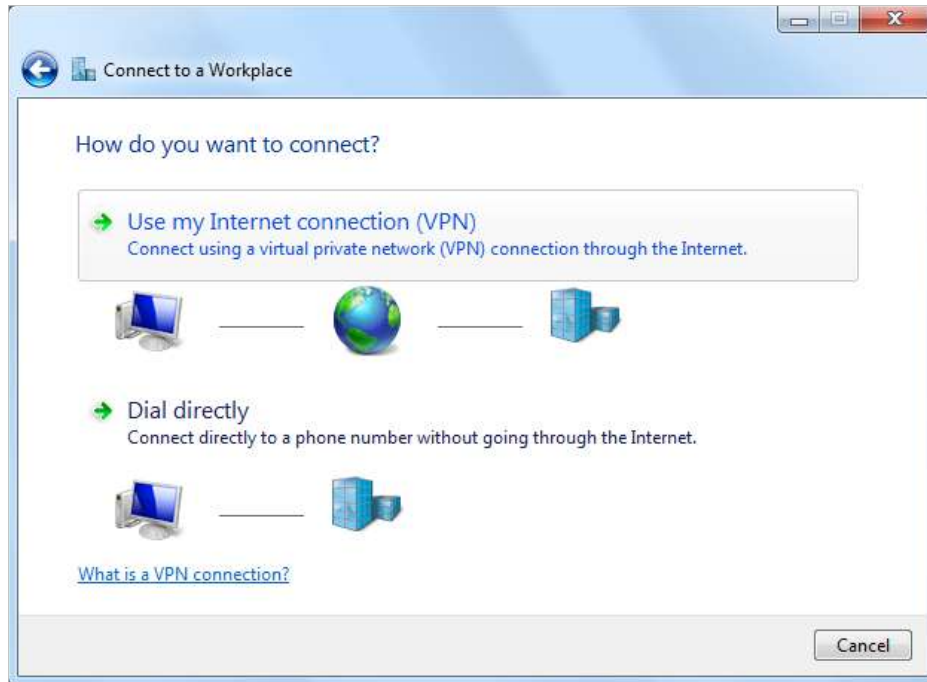 Connect to a Workplace
How do you want to connect?
Use my Internet connection (VPN)
Connect using a virtual private network (VPN) connection through the Internet.
Dial directly
Connect directly to a phone number without going through the Internet.
What is a VPN connection?
Cancel